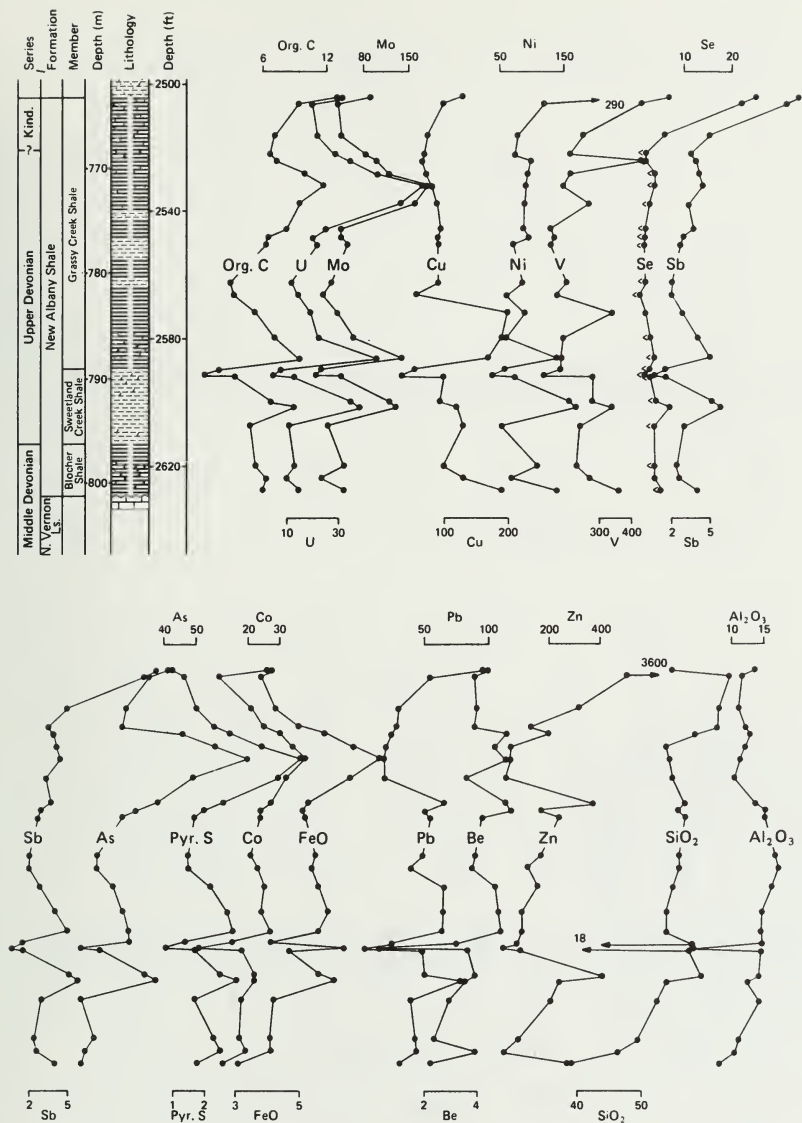 Series
Formation
Member
Depth (m)
Lithology
Depth (ft)
Org. C
6 12
Mo
80 150
Ni
50 150
Se
10 20
2500
290
Kind.
?
770
2540
Upper Devonian
New Albany Shale
Grassy Creek Shale
Org. C U Mo Cu Ni V Se Sb
780
2580
790
Sweetland
Creek Shale
Middle Devonian
Blocher
Shale
2620
800
N. Vernon
Ls.
10 30
U
100 200
Cu
300 400
V
2 5
Sb
As
40 50
Co
20 30
Pb
50 100
Zn
200 400
Al2O3
10 15
3600
Sb As Pyr. S Co FeO Pb Be Zn SiO2 Al2O3
18
2 5
Sb
1 2
Pyr. S
3 5
FeO
2 4
Be
40 50
SiO2